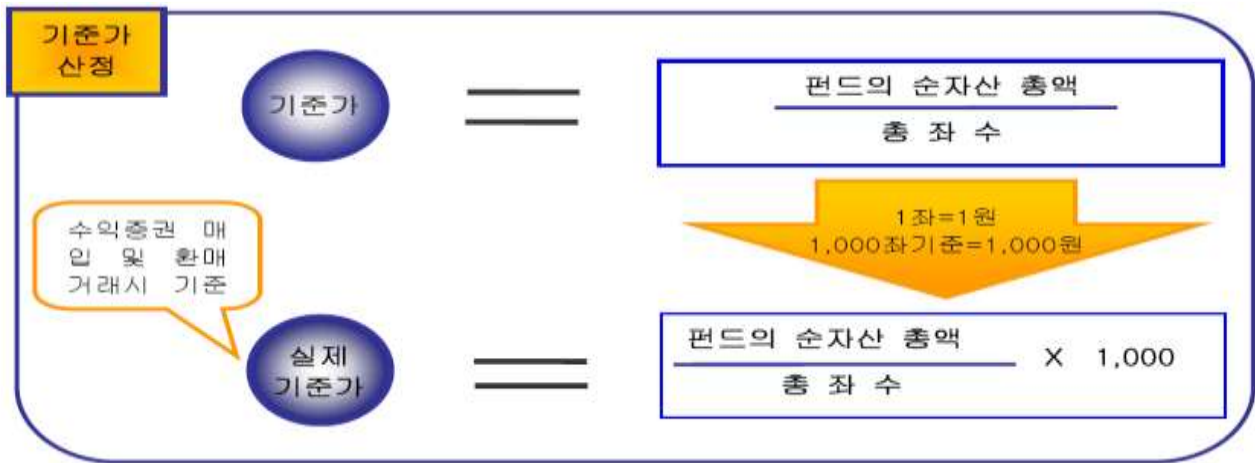 기준가
산정
기준가
펀드의 순자산 총액
총 좌 수
1좌=1원
1,000좌기준=1,000원
수익증권 매
입 및 환매
거래시 기준
실제
기준가
펀드의 순자산 총액
총 좌 수
X 1,000